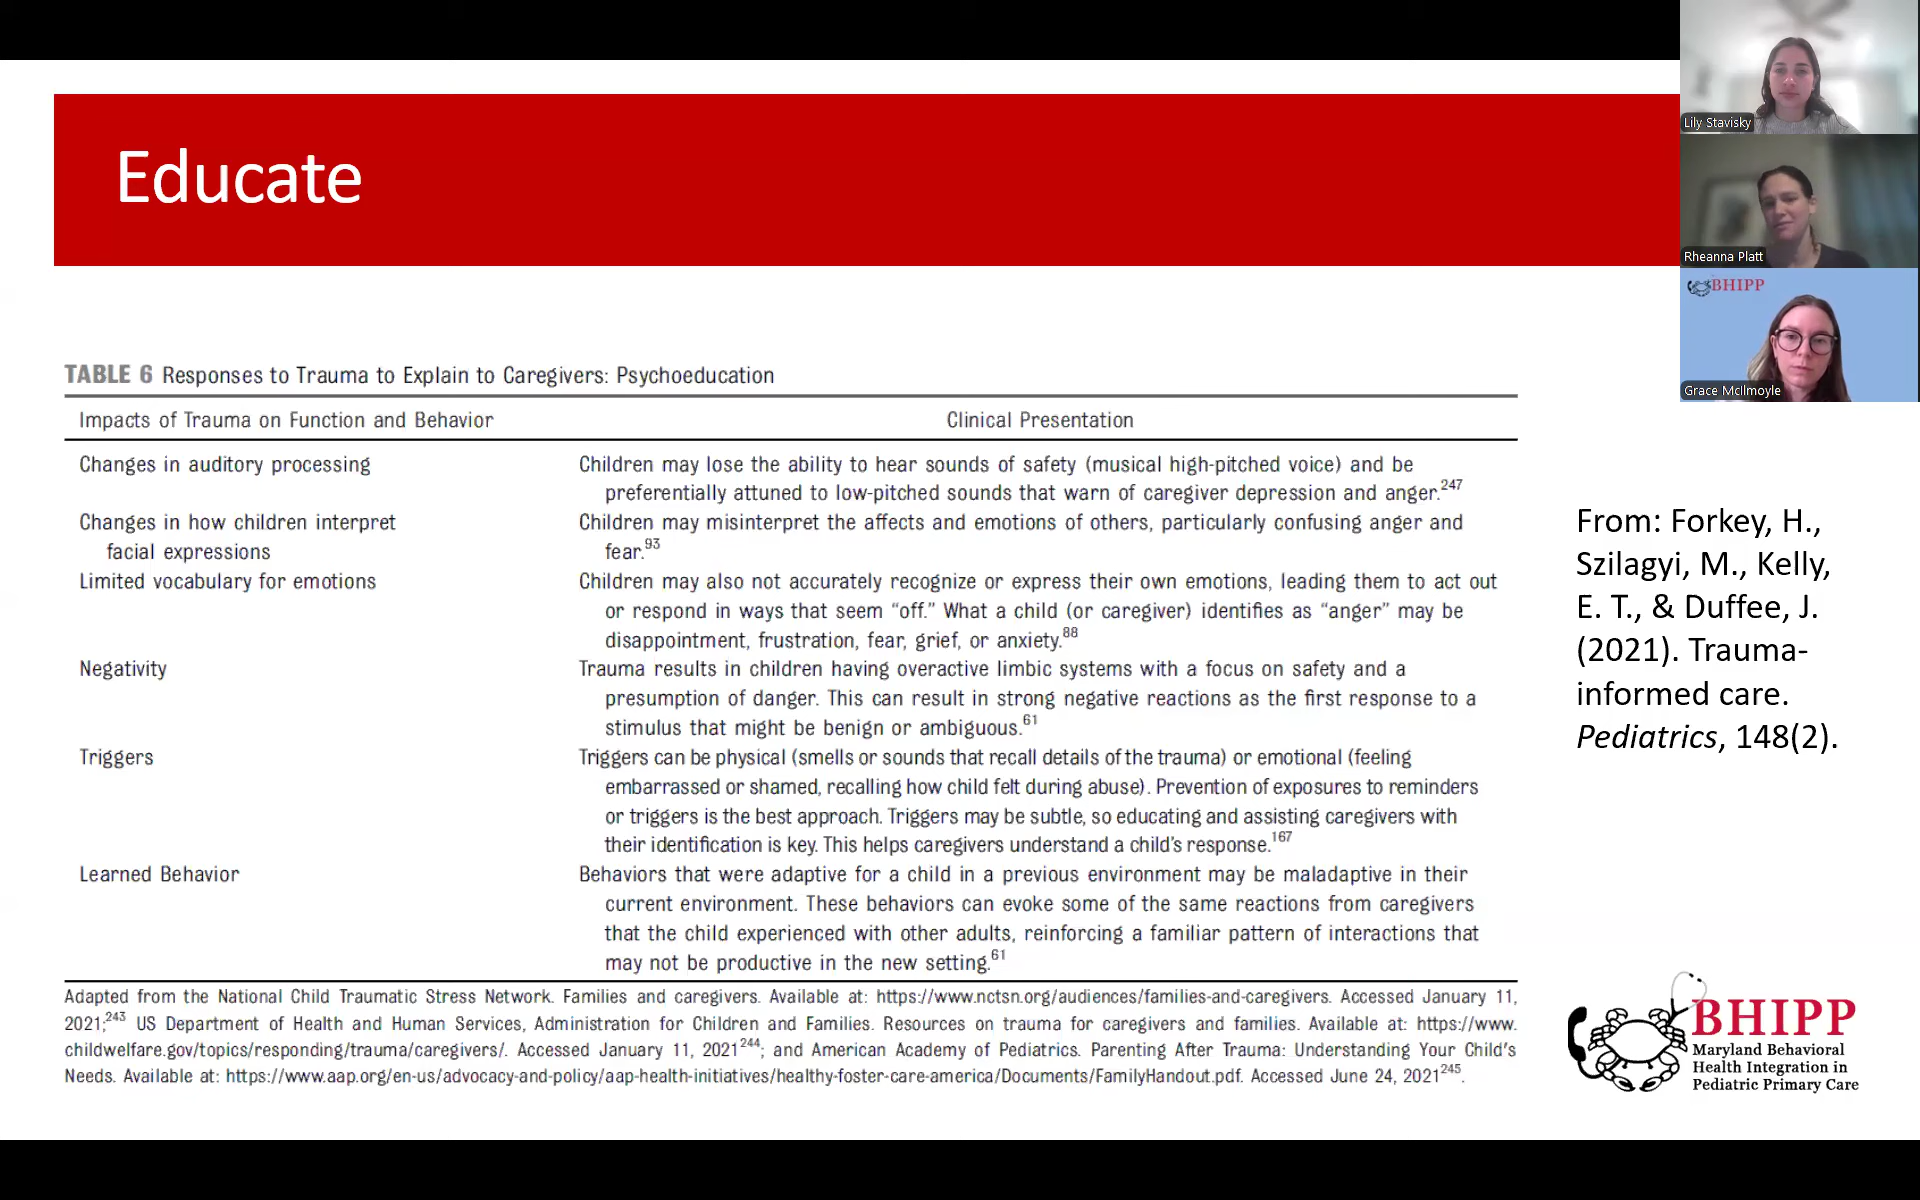 Educate
TABLE 6 Responses to Trauma to Explain to Caregivers: Psychoeducation
Impacts of Trauma on Function and Behavior Clinical Presentation
Changes in auditory processing Children may lose the ability to hear sounds of safety (musical high-pitched voice) and be
preferentially attuned to low-pitched sounds that warn of caregiver depression and anger.247
Changes in how children interpret Children may misinterpret the affects and emotions of others, particularly confusing anger and
facial expressions fear.93
Limited vocabulary for emotions Children may also not accurately recognize or express their own emotions, leading them to act out
or respond in ways that seem “off.” What a child (or caregiver) identifies as “anger” may be
disappointment, frustration, fear, grief, or anxiety.88
Negativity Trauma results in children having overactive limbic systems with a focus on safety and a
presumption of danger. This can result in strong negative reactions as the first response to a
stimulus that might be benign or ambiguous.61
Triggers Triggers can be physical (smells or sounds that recall details of the trauma) or emotional (feeling
embarrassed or shamed, recalling how child felt during abuse). Prevention of exposures to reminders
or triggers is the best approach. Triggers may be subtle, so educating and assisting caregivers with
their identification is key. This helps caregivers understand a child’s response.167
Learned Behavior Behaviors that were adaptive for a child in a previous environment may be maladaptive in their
current environment. These behaviors can evoke some of the same reactions from caregivers
that the child experienced with other adults, reinforcing a familiar pattern of interactions that
may not be productive in the new setting.61
Adapted from the National Child Traumatic Stress Network. Families and caregivers. Available at: https://www.nctsn.org/audiences/families-and-caregivers. Accessed January 11,
2021;243 US Department of Health and Human Services, Administration for Children and Families. Resources on trauma for caregivers and families. Available at: https://www.
childwelfare.gov/topics/responding/trauma/caregivers/. Accessed January 11, 2021244; and American Academy of Pediatrics. Parenting After Trauma: Understanding Your Child’s
Needs. Available at: https://www.aap.org/en-us/advocacy-and-policy/aap-health-initiatives/healthy-foster-care-america/Documents/FamilyHandout.pdf. Accessed June 24, 2021245.
From: Forkey, H.,
Szilagyi, M., Kelly,
E. T., & Duffee, J.
(2021). Trauma-
informed care.
Pediatrics, 148(2).
BHIPP
Maryland Behavioral
Health Integration in
Pediatric Primary Care
Lily Stavisky
Rheanna Platt
BHIPP
Grace McIlmoyle